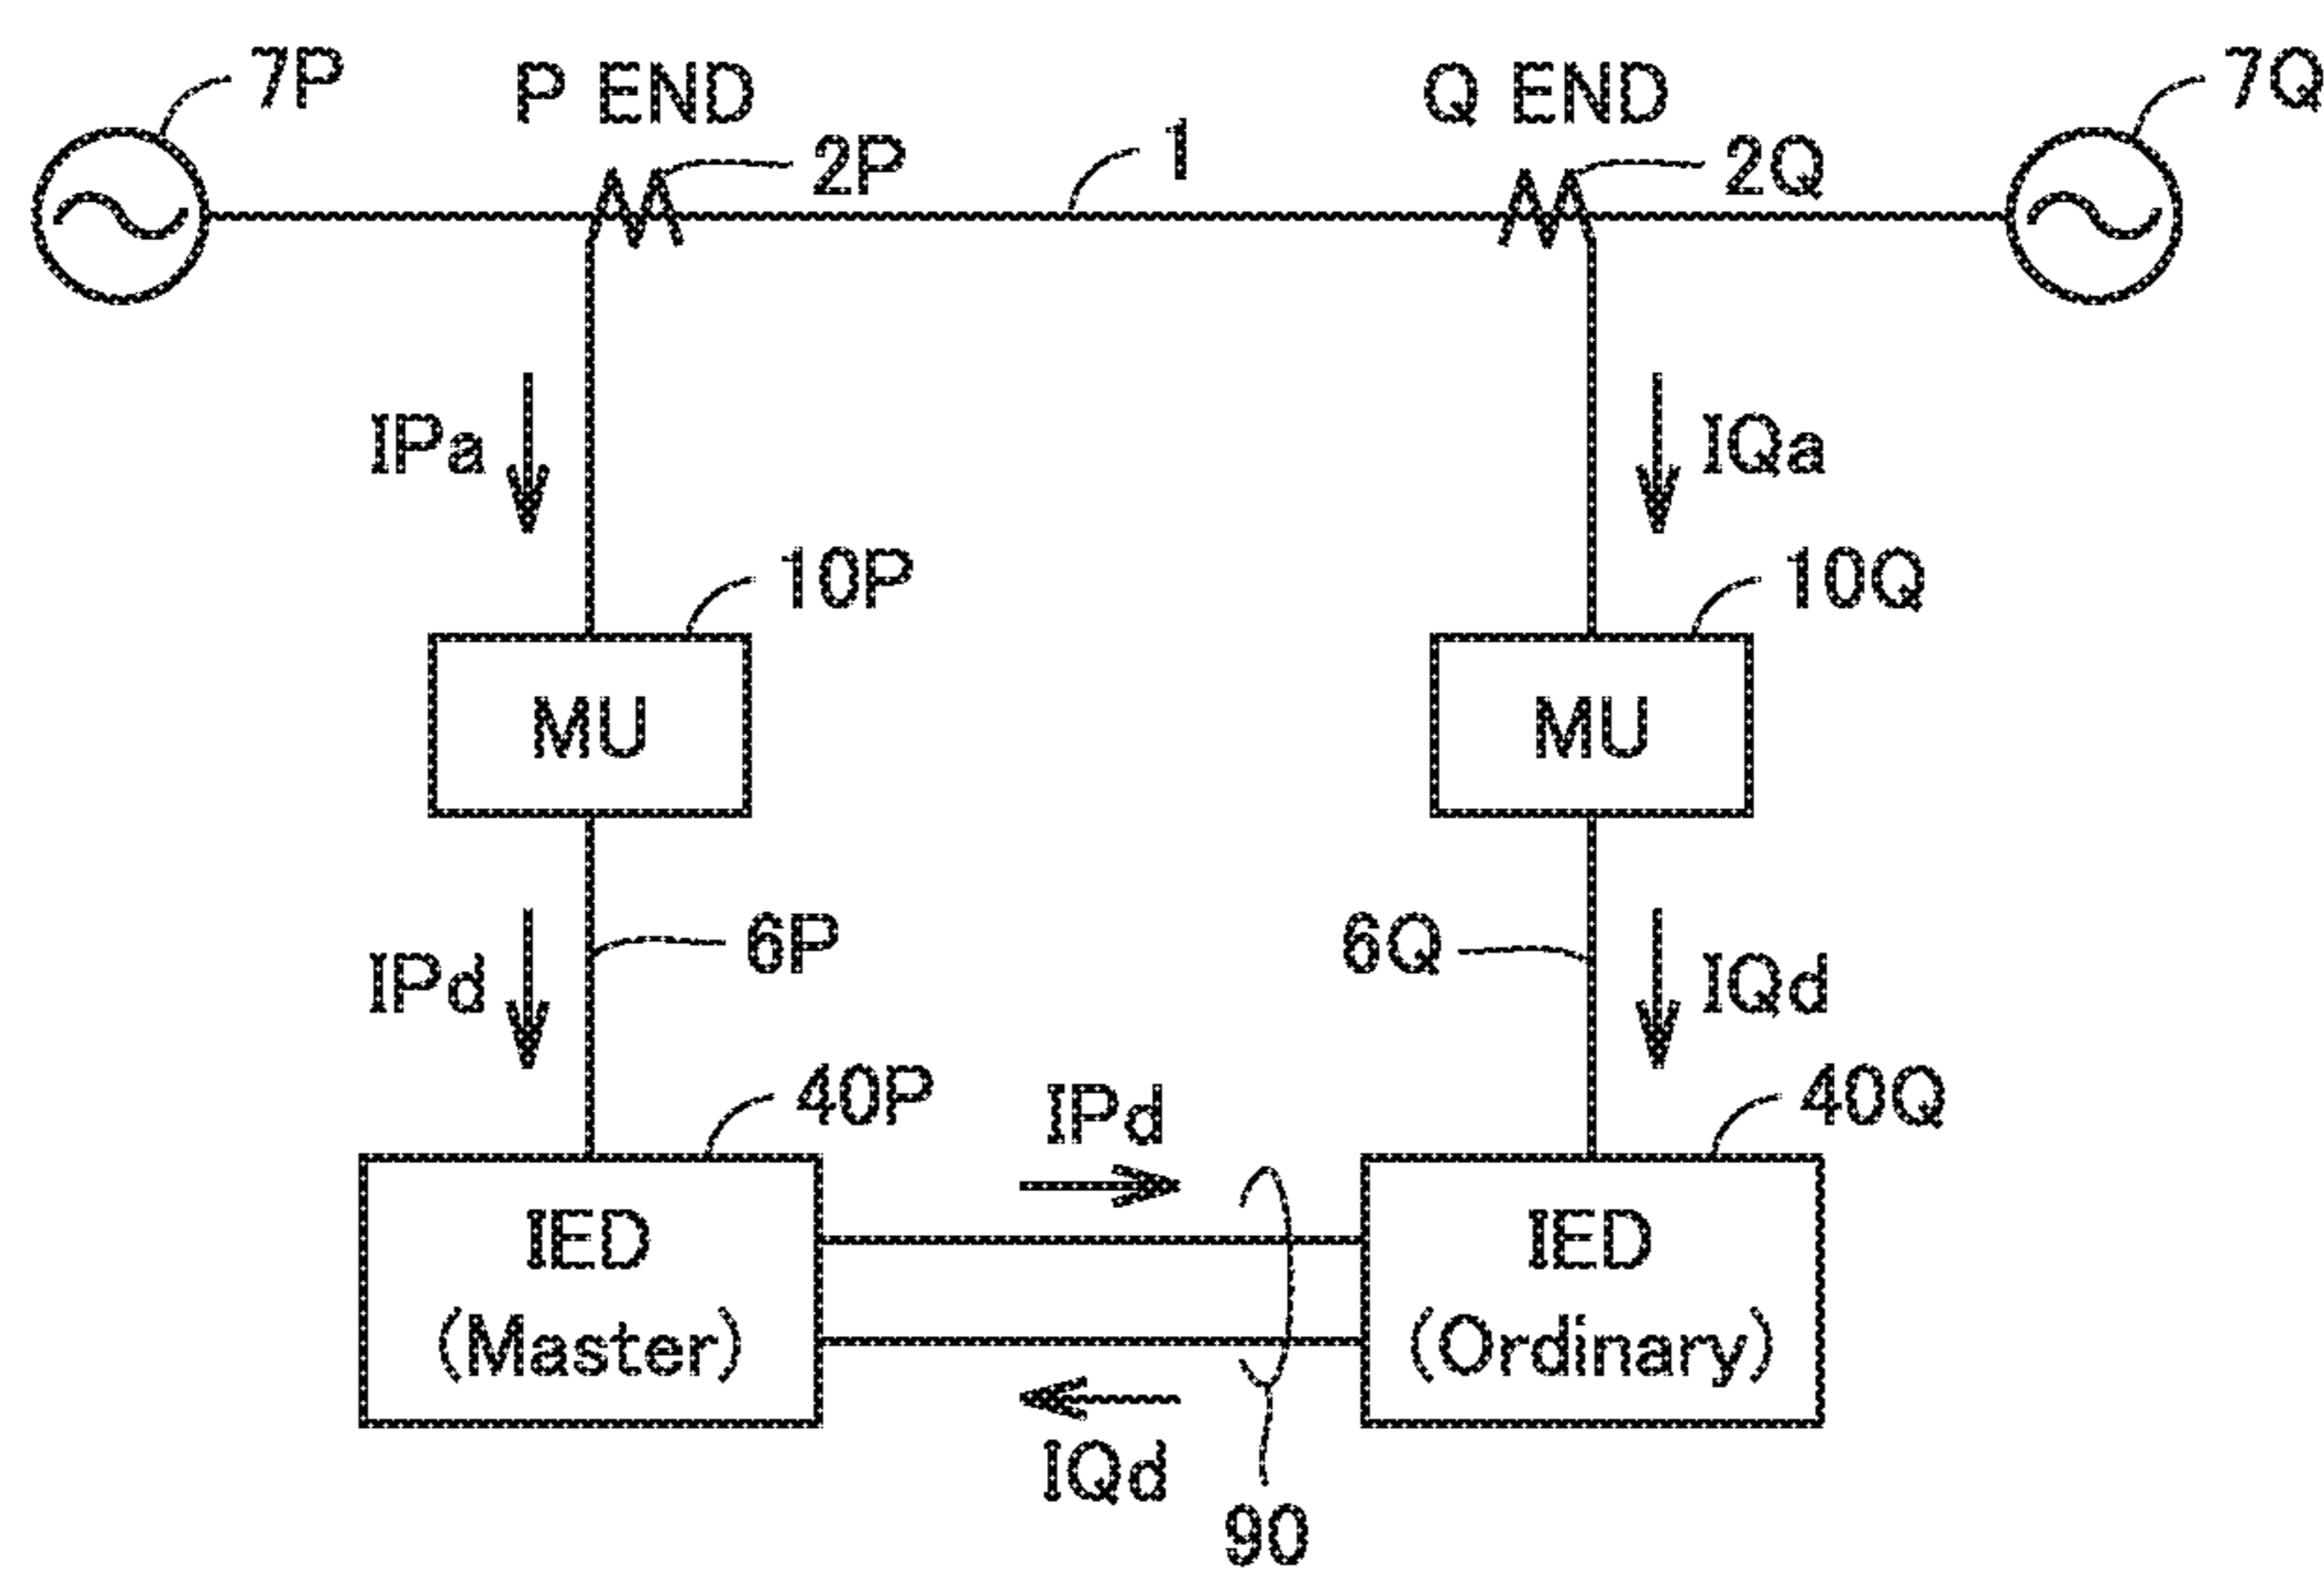 7P
P END
Q END
7Q
2P
1
2Q
IPa
IQa
10P
10Q
MU
MU
6P
6Q
IPd
IQd
40P
IPd
40Q
IED
(Master)
IED
(Ordinary)
IQd
90